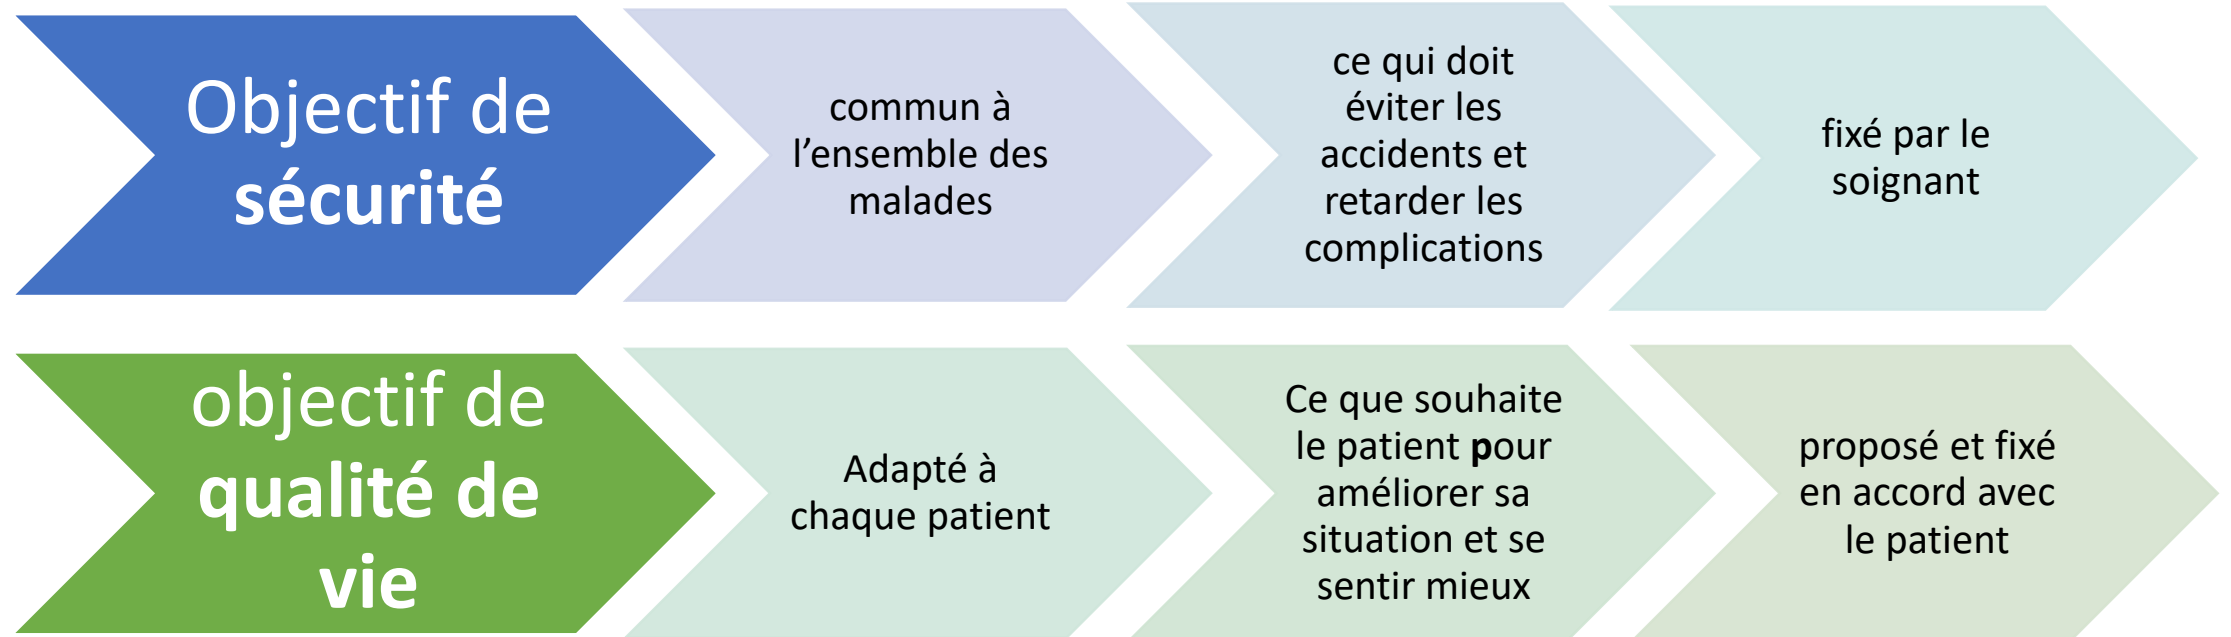 Objectif de
sécurité
commun à
l’ensemble des
malades
ce qui doit
éviter les
accidents et
retarder les
complications
fixé par le
soignant
objectif de
qualité de
vie
Adapté à
chaque patient
Ce que souhaite
le patient pour
améliorer sa
situation et se
sentir mieux
proposé et fixé
en accord avec
le patient